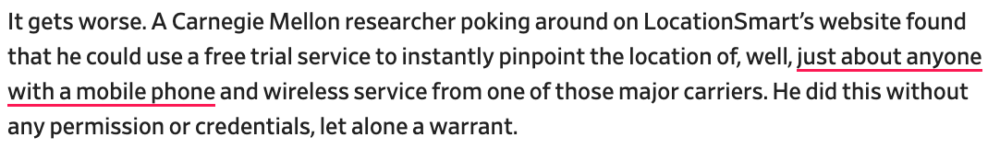 It gets worse. A Carnegie Mellon researcher poking around on LocationSmart's website found
that he could use a free trial service to instantly pinpoint the location of, well, just about anyone
with a mobile phone and wireless service from one of those major carriers. He did this without
any permission or credentials, let alone a warrant.